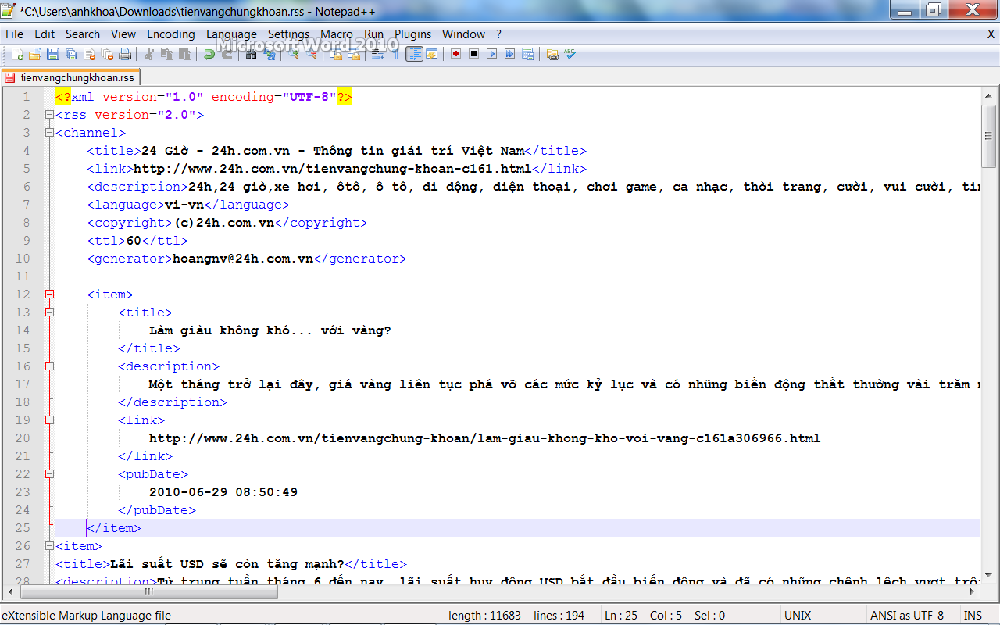 *C:\Users\anhkhoa\Downloads\tienvangchungkhoan.rss - Notepad++
File Edit Search View Encoding Language Settings Macro Run Plugins Window ? X
Microsoft Word 2010
tienvangchungkhoan.rss
1 <?xml version="1.0" encoding="UTF-8"?>
2 <rss version="2.0">
3 <channel>
4 <title>24 Giờ - 24h.com.vn - Thông tin giải trí Việt Nam</title>
5 <link>http://www.24h.com.vn/tienvangchung-khoan-c161.html</link>
6 <description>24h,24 giờ,xe hơi, ôtô, ô tô, di động, điện thoại, chơi game, ca nhạc, thời trang, cười, vui cười,
7 <language>vi-vn</language>
8 <copyright>(c)24h.com.vn</copyright>
9 <ttl>60</ttl>
10 <generator>hoangnv@24h.com.vn</generator>
11
12 <item>
13 <title>
14 Làm giàu không khó... với vàng?
15 </title>
16 <description>
17 Một tháng trở lại đây, giá vàng liên tục phá vỡ các mức kỷ lục và có những biến động thất thường vài trăm
18 </description>
19 <link>
20 http://www.24h.com.vn/tienvangchung-khoan/lam-giau-khong-kho-voi-vang-c161a306966.html
21 </link>
22 <pubDate>
23 2010-06-29 08:50:49
24 </pubDate>
25 </item>
26 <item>
27 <title>Lãi suất USD sẽ còn tăng mạnh?</title>
28 <description>Từ trung tuần tháng 6 đến nay, lãi suất huy động USD bắt đầu biến động và đã có những chênh lệch vượt
eXtensible Markup Language file length : 11683 lines : 194 Ln : 25 Col : 5 Sel : 0 UNIX ANSI as UTF-8 INS